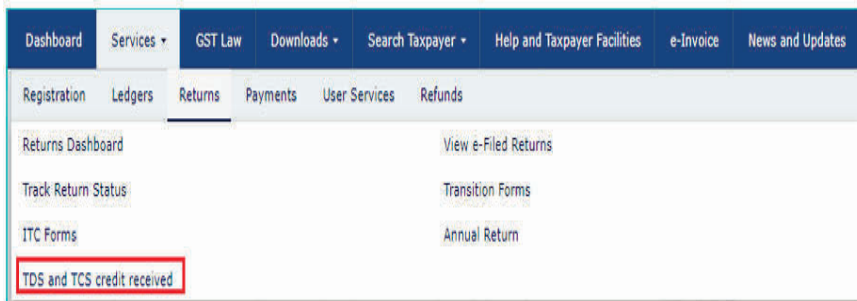 Dashboard Services ▾ GST Law Downloads ▾ Search Taxpayer ▾ Help and Taxpayer Facilities e-Invoice News and Updates
Registration Ledgers Returns Payments User Services Refunds
Returns Dashboard View e-Filed Returns
Track Return Status Transition Forms
ITC Forms Annual Return
TDS and TCS credit received